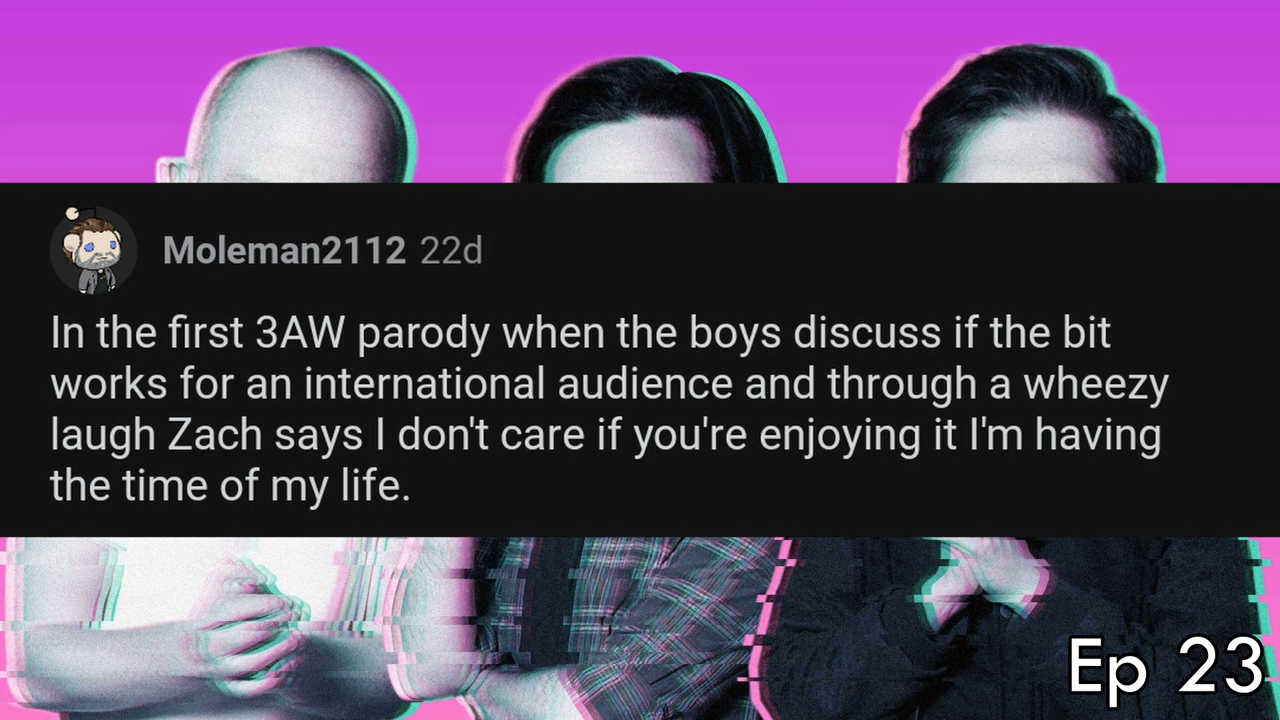 Moleman2112 22d
In the first 3AW parody when the boys discuss if the bit
works for an international audience and through a wheezy
laugh Zach says I don't care if you're enjoying it I'm having
the time of my life.
Ep 23